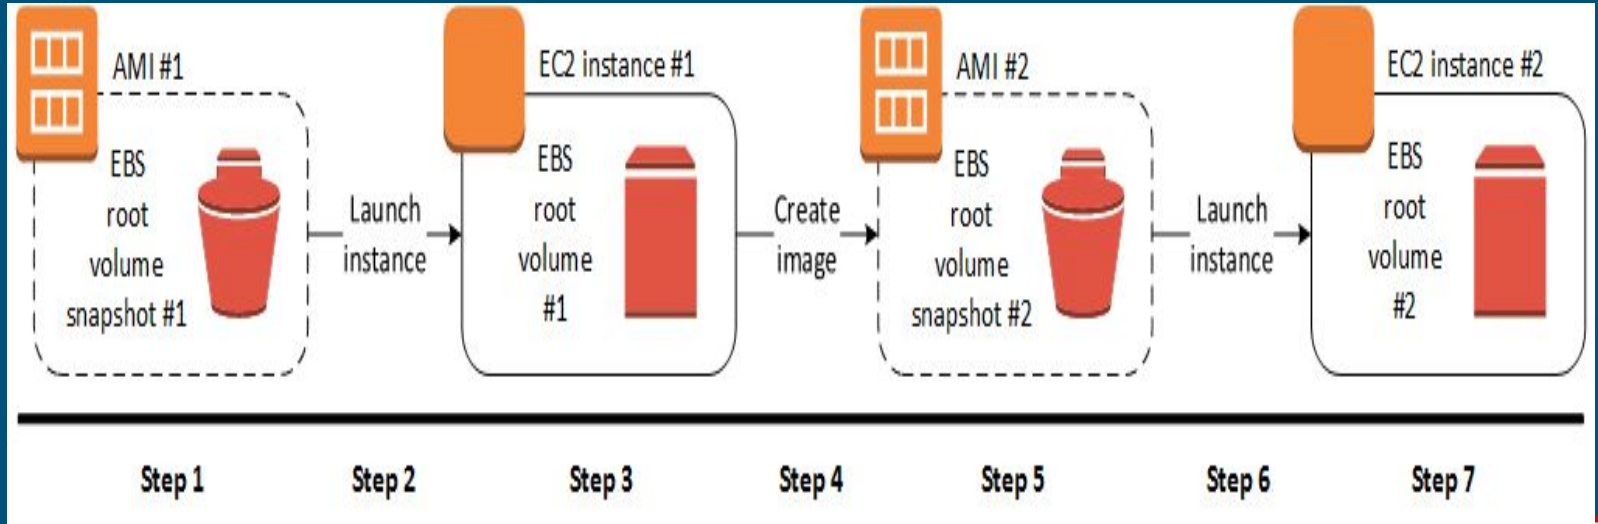 AMI #1
EBS
root
volume
snapshot #1
Launch
instance
EC2 instance #1
EBS
root
volume
#1
Create
image
AMI #2
EBS
root
volume
snapshot #2
Launch
instance
EC2 instance #2
EBS
root
volume
#2
Step 1
Step 2
Step 3
Step 4
Step 5
Step 6
Step 7